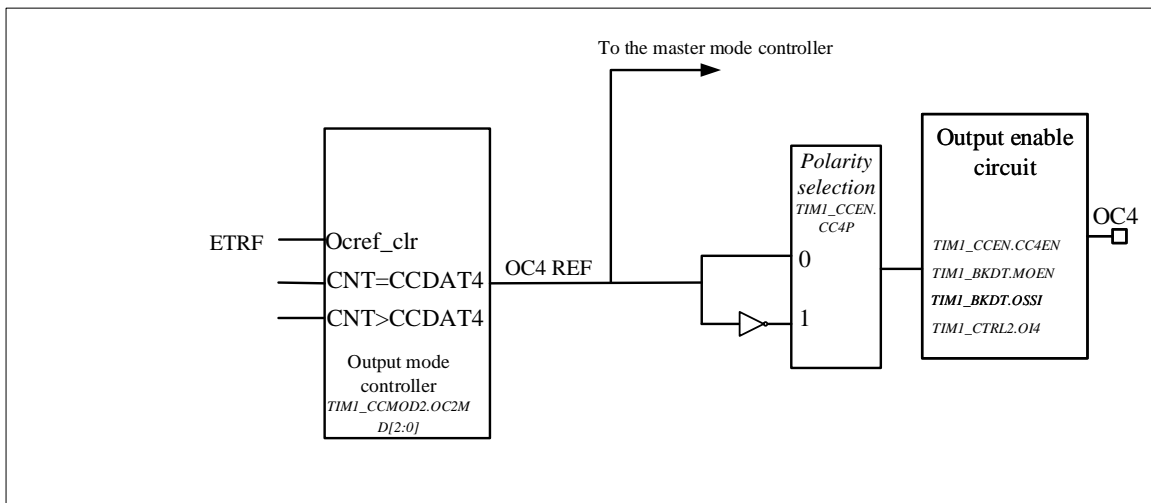 To the master mode controller
ETRF
Ocref_clr
CNT=CCDAT4
CNT>CCDAT4
Output mode
controller
TIM1_CCMOD2.OC2M
D[2:0]
OC4 REF
Polarity
selection
TIM1_CCEN.
CC4P
0
1
Output enable
circuit
TIM1_CCEN.CC4EN
TIM1_BKDT.MOEN
TIM1_BKDT.OSSI
TIM1_CTRL2.OI4
OC4